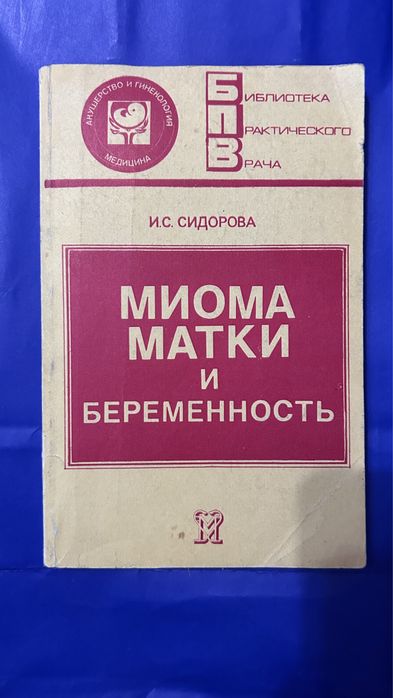 АКУШЕРСТВО И ГИНЕКОЛОГИЯ
МЕДИЦИНА
БИБЛИОТЕКА
ПРАКТИЧЕСКОГО
ВРАЧА
И.С. СИДОРОВА
МИОМА
МАТКИ
И
БЕРЕМЕННОСТЬ